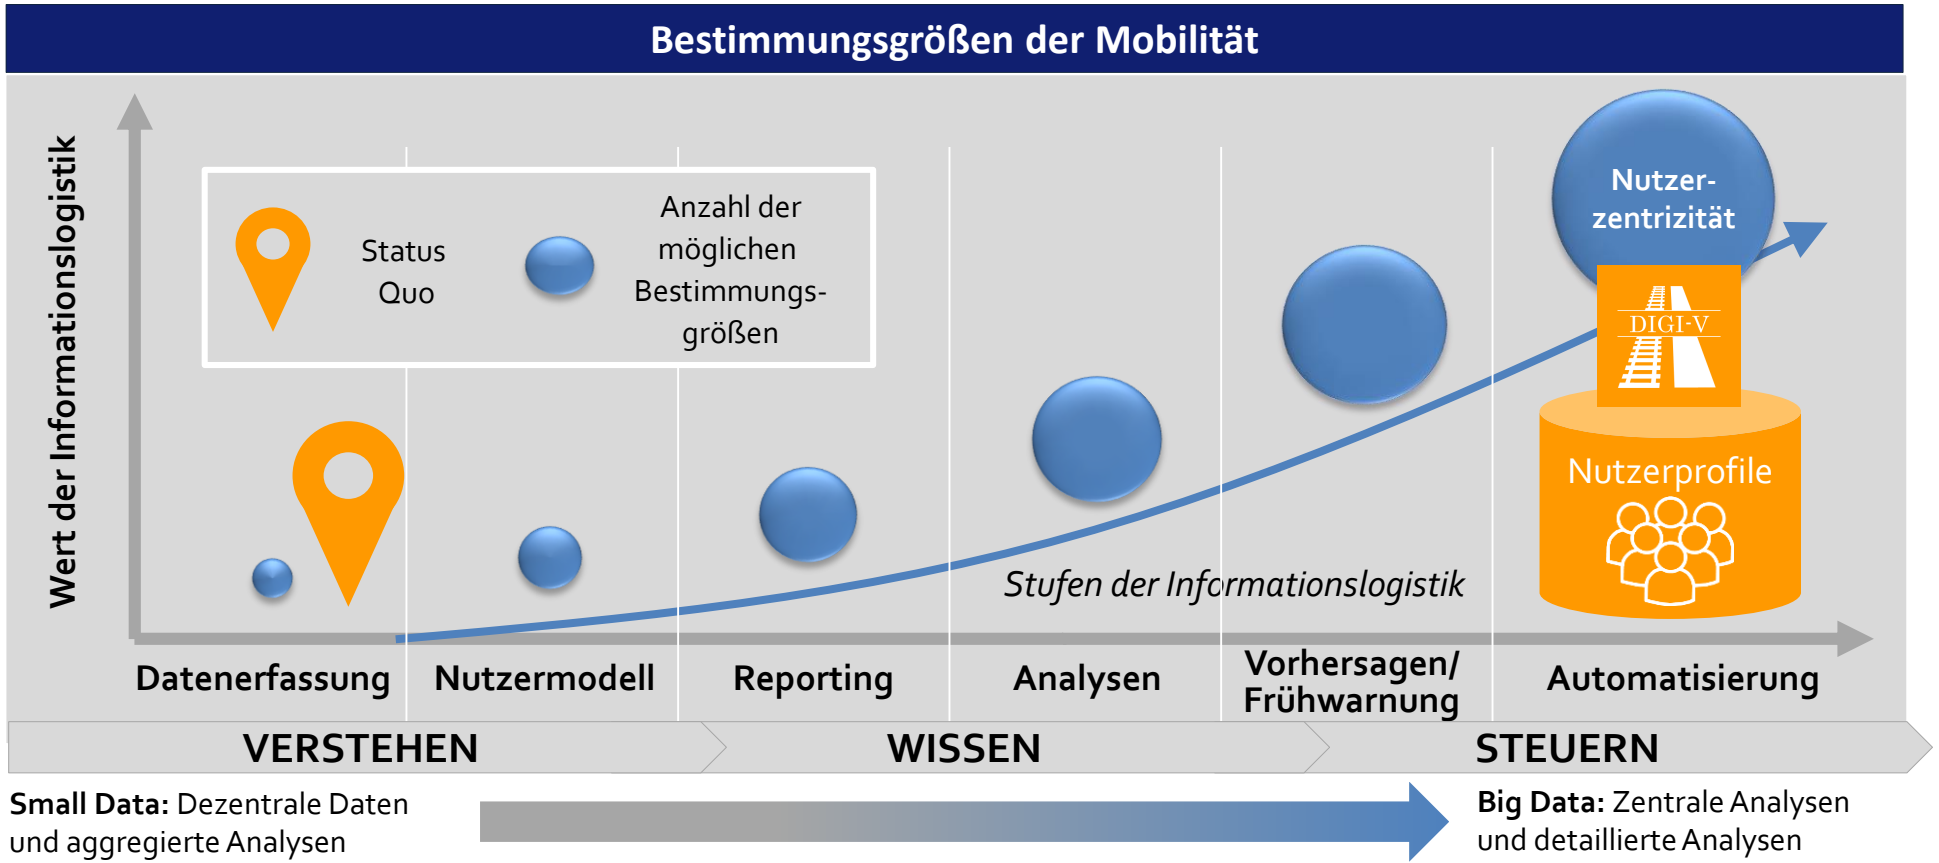 Bestimmungsgrößen der Mobilität
Wert der Informationslogistik
Status
Quo
Anzahl der
möglichen
Bestimmungs-
größen
Nutzer-
zentrizität
DIGI-V
Nutzerprofile
Stufen der Informationslogistik
Datenerfassung
Nutzermodell
Reporting
Analysen
Vorhersagen/
Frühwarnung
Automatisierung
VERSTEHEN
WISSEN
STEUERN
Small Data: Dezentrale Daten
und aggregierte Analysen
Big Data: Zentrale Analysen
und detaillierte Analysen